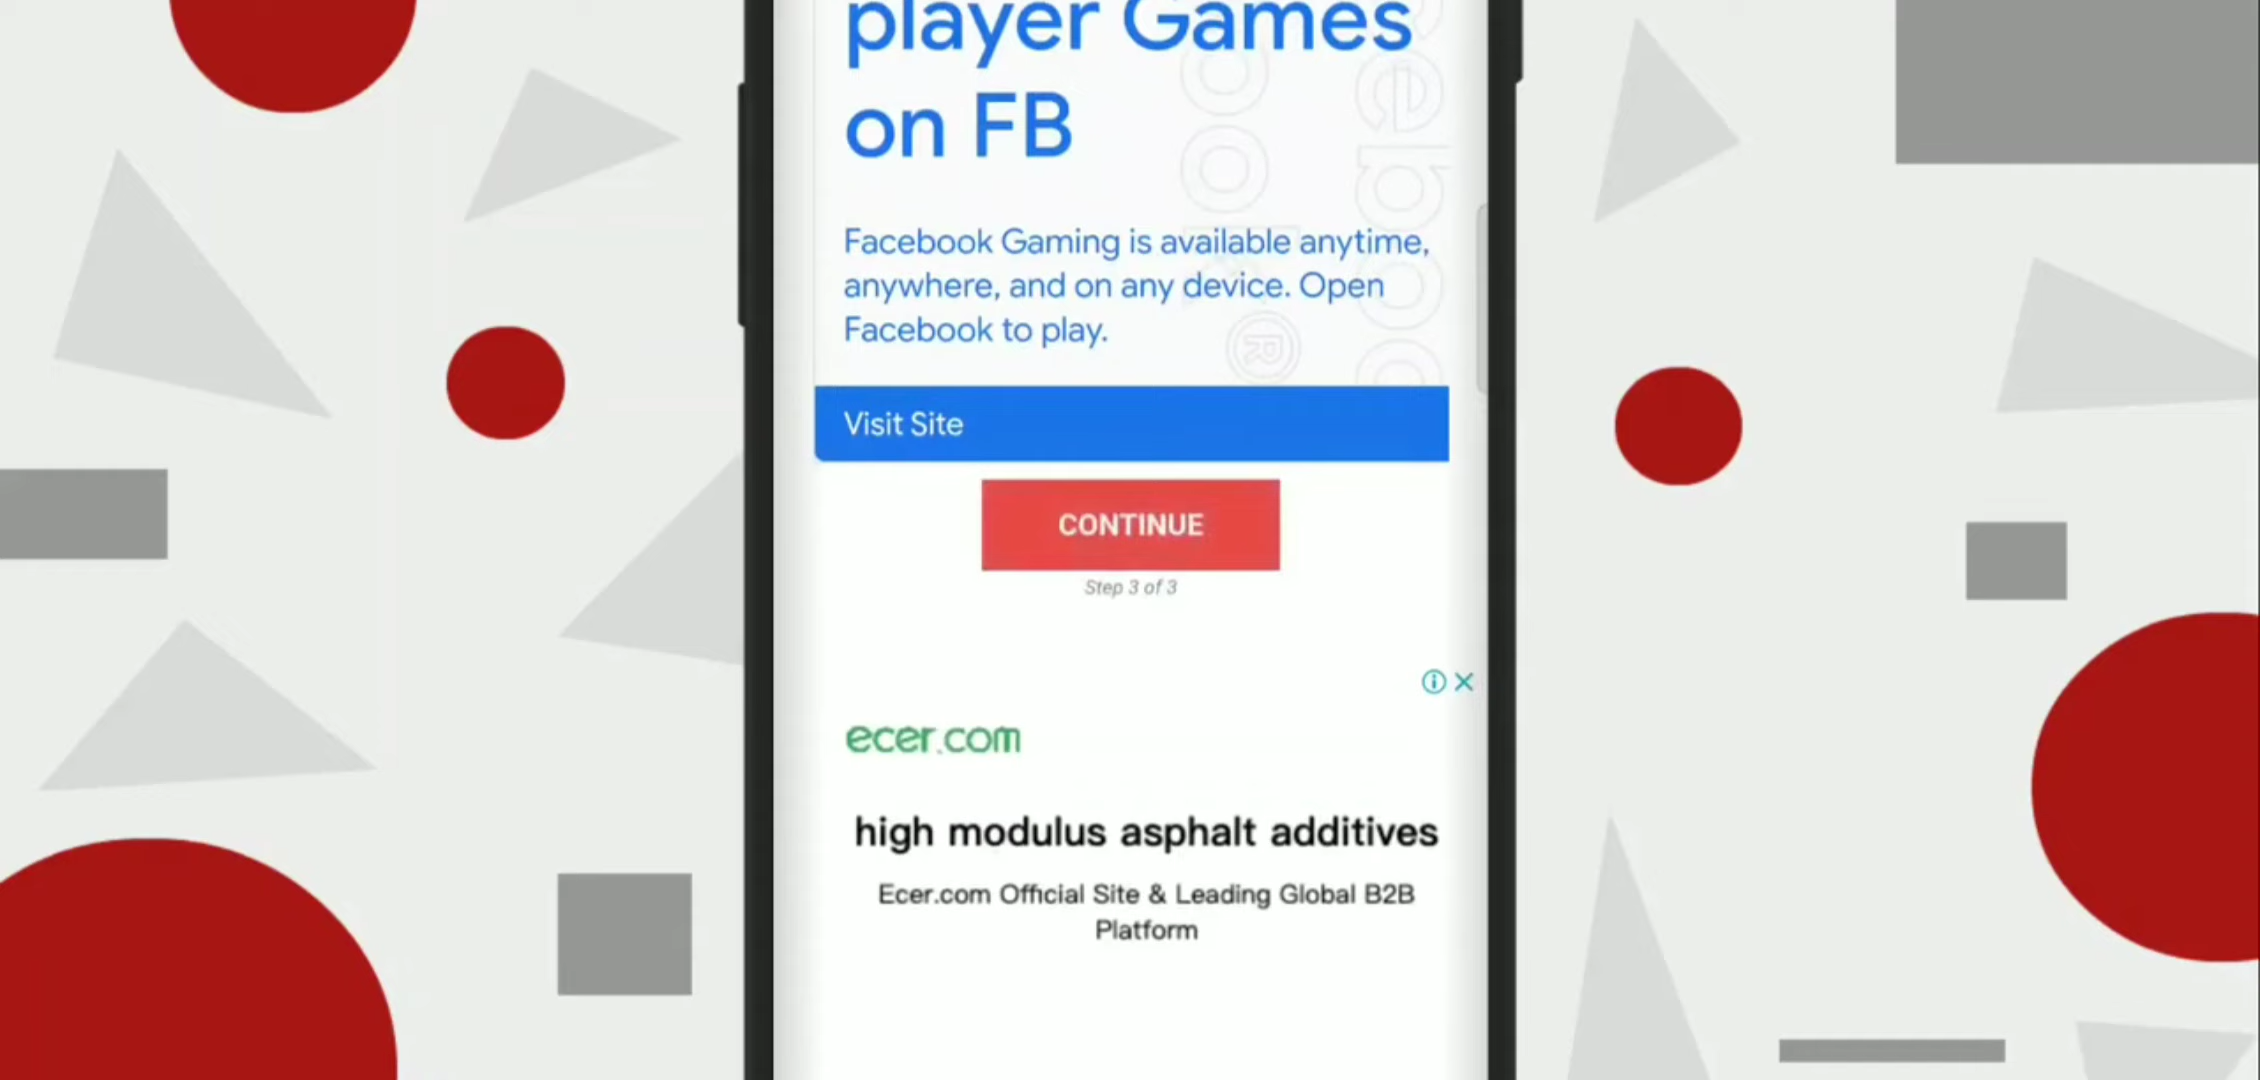 player Games
on FB
Facebook Gaming is available anytime,
anywhere, and on any device. Open
Facebook to play.
Visit Site
CONTINUE
Step 3 of 3
ecer.com
high modulus asphalt additives
Ecer.com Official Site & Leading Global B2B
Platform